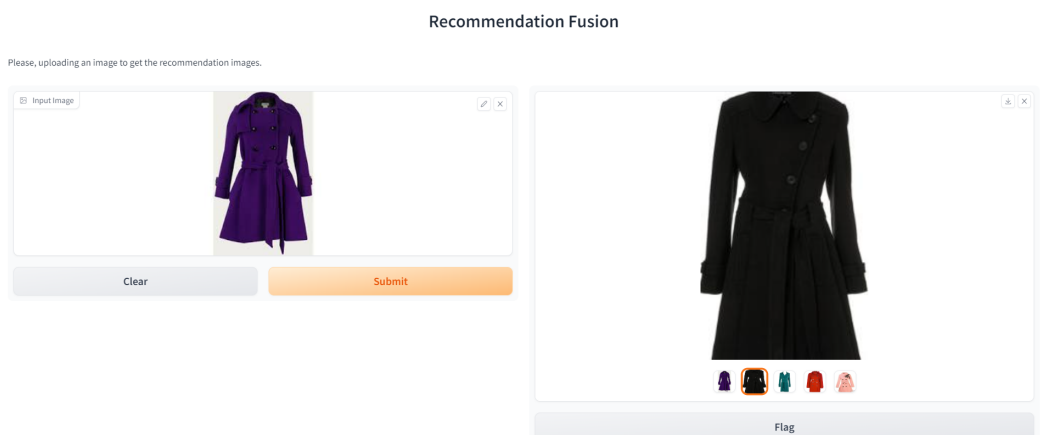 Recommendation Fusion
Please, uploading an image to get the recommendation images.
Input Image
Clear
Submit
Flag